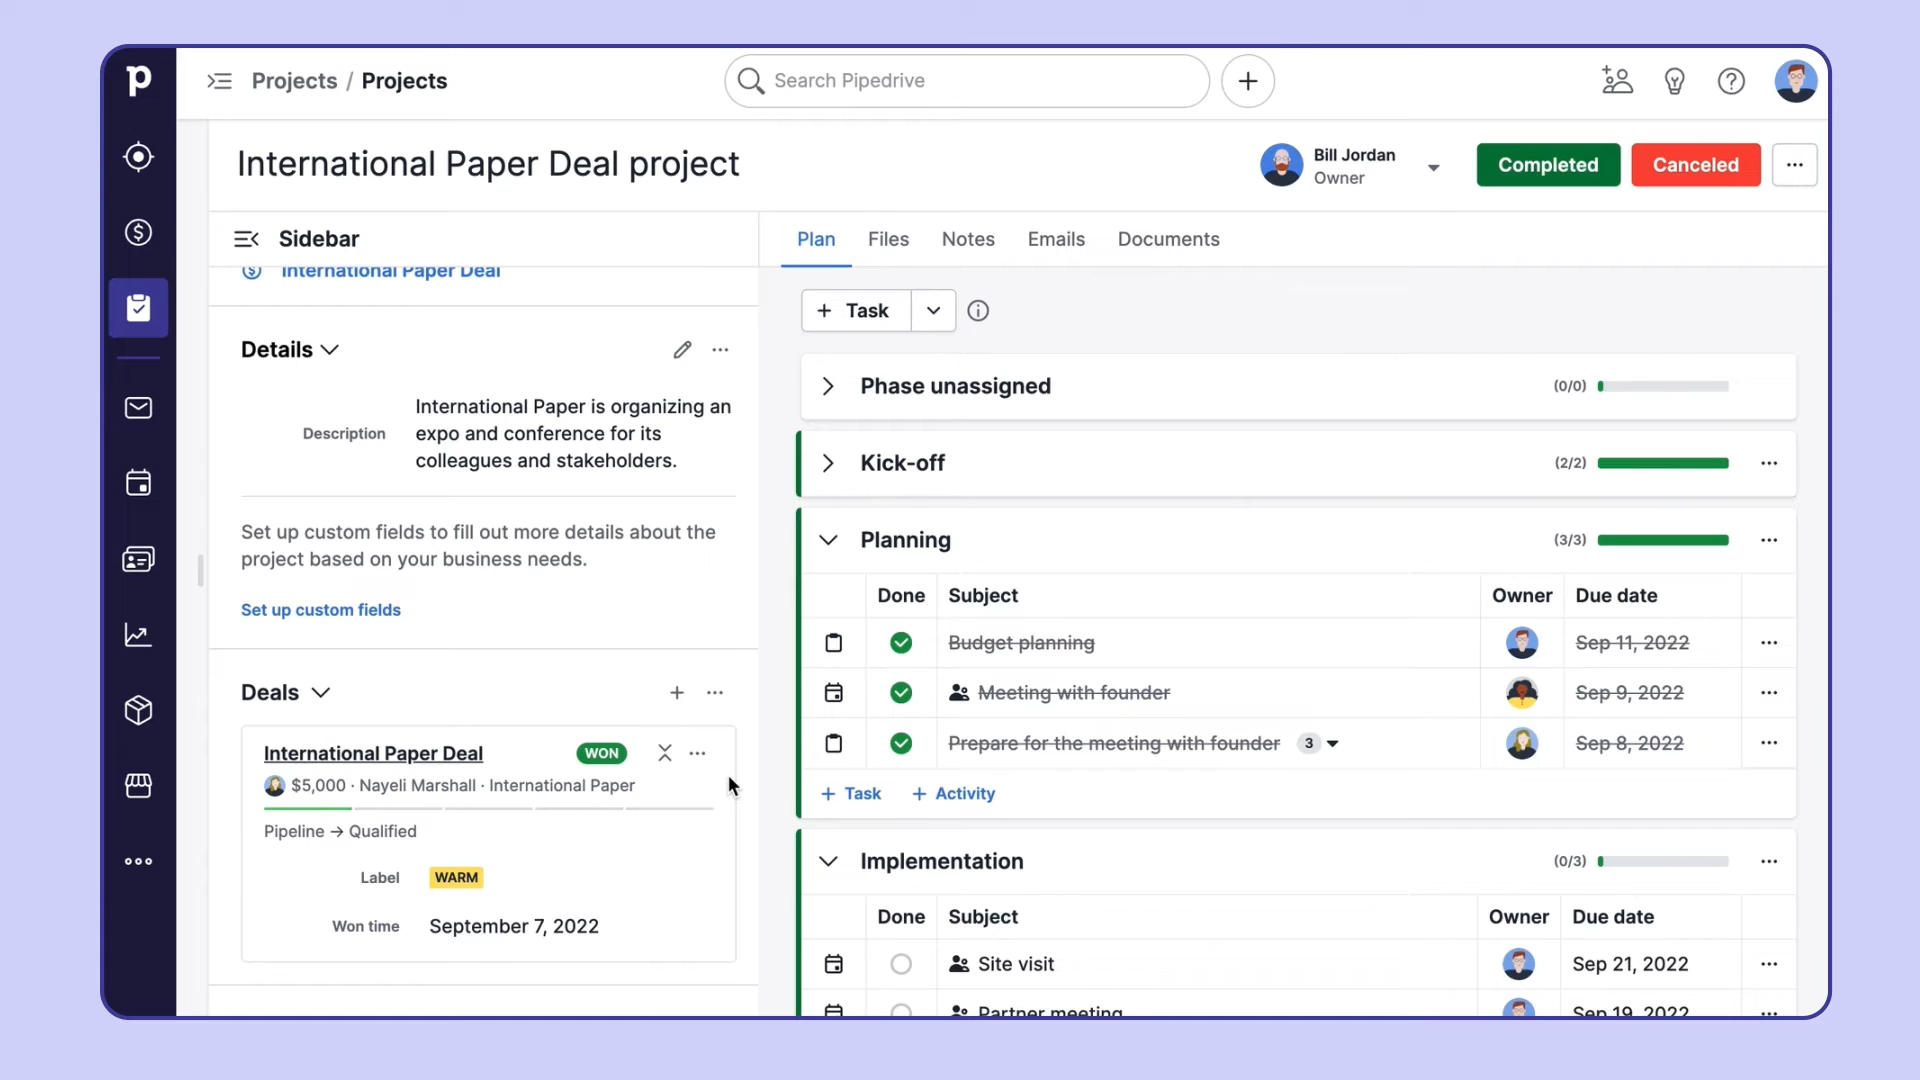 p
Projects / Projects
Search Pipedrive
International Paper Deal project
Bill Jordan
Owner
Completed
Canceled
Sidebar
International Paper Deal
Details
Description
International Paper is organizing an
expo and conference for its
colleagues and stakeholders.
Set up custom fields to fill out more details about the
project based on your business needs.
Set up custom fields
Deals
International Paper Deal
WON
$5,000 · Nayeli Marshall · International Paper
Pipeline → Qualified
Label WARM
Won time September 7, 2022
Plan Files Notes Emails Documents
+ Task
Phase unassigned (0/0)
Kick-off (2/2)
Planning (3/3)
Done Subject Owner Due date
Budget planning Sep 11, 2022
Meeting with founder Sep 9, 2022
Prepare for the meeting with founder 3 Sep 8, 2022
+ Task + Activity
Implementation (0/3)
Done Subject Owner Due date
Site visit Sep 21, 2022
Partner meeting Sep 19, 2022